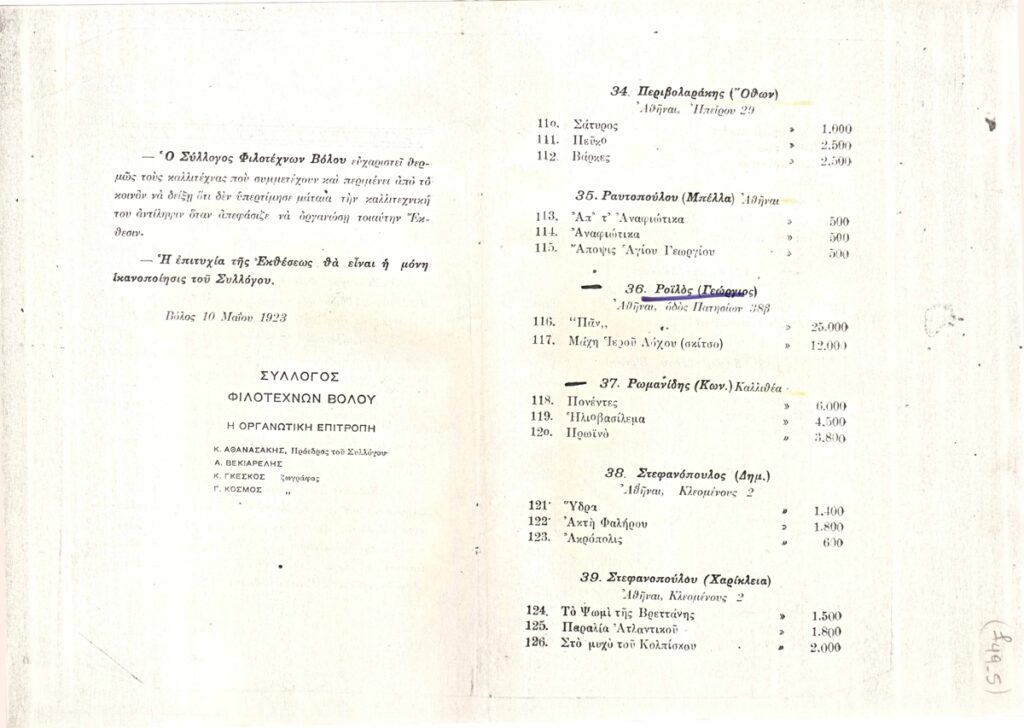 — Ὁ Σύλλογος Φιλοτέχνων Βόλου εὐχαριστεῖ θερ-
μῶς τοὺς καλλιτέχνας ποὺ συμμετέχουν καὶ περιμένει ἀπὸ τὸ
κοινὸν νὰ δείξῃ ὅτι δὲν ὑπερτίμησε μάταια τὴν καλλιτεχνική
του ἀντίληψιν ὅταν ἀπεφάσιζε νὰ ὀργανώσῃ τοιαύτην Ἔκ-
θεσιν.
— Ἡ ἐπιτυχία τῆς Ἐκθέσεως θὰ εἶναι ἡ μόνη
ἱκανοποίησις τοῦ Συλλόγου.
Βόλος 10 Μαΐου 1923
ΣΥΛΛΟΓΟΣ
ΦΙΛΟΤΕΧΝΩΝ ΒΟΛΟΥ
Η ΟΡΓΑΝΩΤΙΚΗ ΕΠΙΤΡΟΠΗ
Κ. ΑΘΑΝΑΣΑΚΗΣ, Πρόεδρος τοῦ Συλλόγου
Α. ΒΕΚΙΑΡΕΛΗΣ
Κ. ΓΚΕΣΚΟΣ ζωγράφος
Γ. ΚΟΣΜΟΣ „
34. Περιβολαράκης (Ὄθων)
Ἀθῆναι, Ἠπείρου 29
110. Σάτυρος » 1.000
111. Πεῦκο » 2.500
112. Βάρκες » 2.500
35. Ραυτοπούλου (Μπέλλα) Ἀθῆναι
113. Ἀπ' τ' Ἀναφιώτικα » 500
114. Ἀναφιώτικα » 500
115. Ἄποψις Ἁγίου Γεωργίου » 500
36. Ροϊλὸς (Γεώργιος)
Ἀθῆναι, ὁδὸς Πατησίων 38β
116. "Πᾶν„ » 25.000
117. Μάχη Ἱεροῦ Λόχου (σκίτσο) » 12.000
37. Ρωμανίδης (Κων.) Καλλιθέα
118. Πονέντες » 6.000
119. Ἡλιοβασίλεμα » 4.500
120. Πρωϊνὸ » 3.800
38. Στεφανόπουλος (Δημ.)
Ἀθῆναι, Κλεομένους 2
121. Ὕδρα » 1.400
122. Ἀκτὴ Φαλήρου » 1.800
123. Ἀκρόπολις » 600
39. Στεφανοπούλου (Χαρίκλεια)
Ἀθῆναι, Κλεομένους 2
124. Τὸ Ψωμὶ τῆς Βρεττάνης » 1.500
125. Παραλία Ἀτλαντικοῦ » 1.800
126. Στὸ μυχὸ τοῦ Κολπίσκου » 2.000